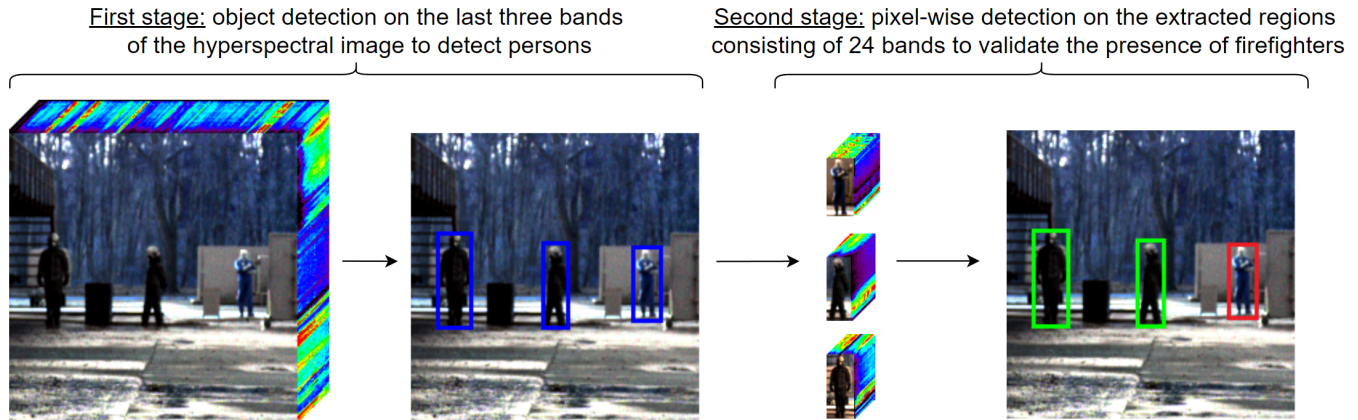 First stage: object detection on the last three bands
of the hyperspectral image to detect persons
Second stage: pixel-wise detection on the extracted regions
consisting of 24 bands to validate the presence of firefighters